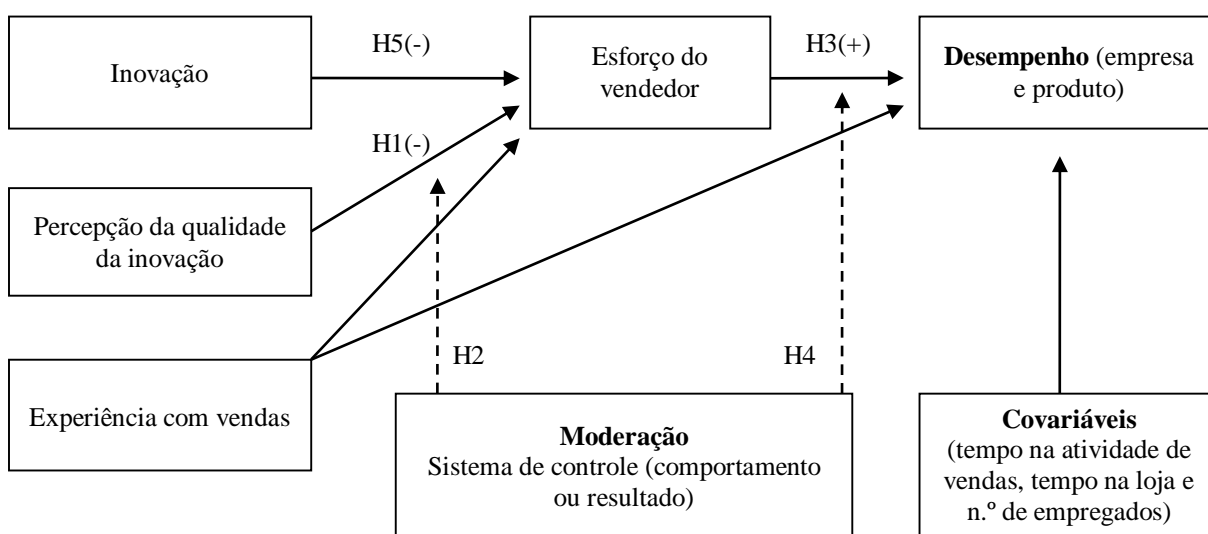 H5(-)
H3(+)
Inovação
Esforço do
vendedor
Desempenho (empresa
e produto)
H1(-)
Percepção da qualidade
da inovação
H2
H4
Experiência com vendas
Moderação
Sistema de controle (comportamento
ou resultado)
Covariáveis
(tempo na atividade de
vendas, tempo na loja e
n.º de empregados)